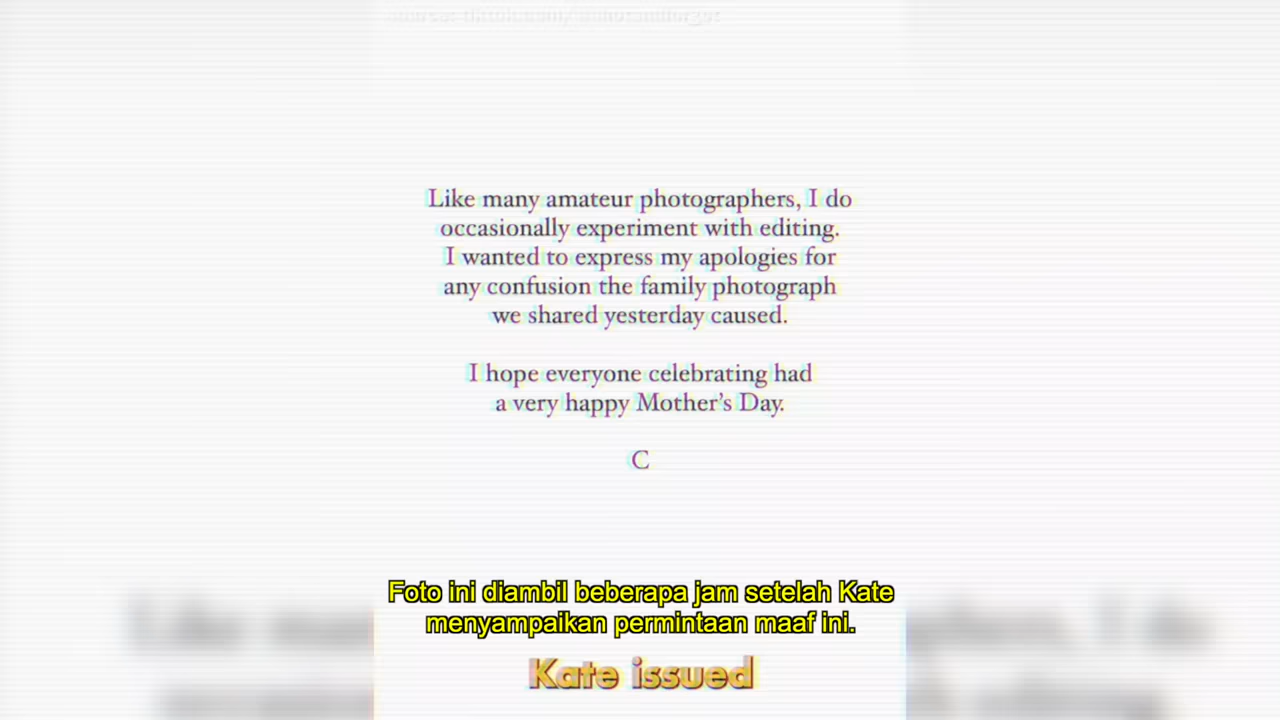 Like many amateur photographers, I do
occasionally experiment with editing.
I wanted to express my apologies for
any confusion the family photograph
we shared yesterday caused.
I hope everyone celebrating had
a very happy Mother's Day.
C
Foto ini diambil beberapa jam setelah Kate
menyampaikan permintaan maaf ini.
Kate issued